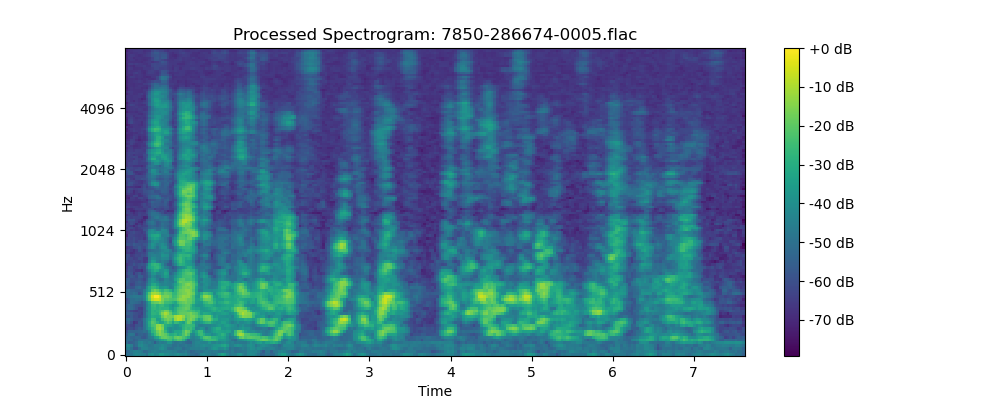 Processed Spectrogram: 7850-286674-0005.flac
+0 dB
-10 dB
-20 dB
-30 dB
-40 dB
-50 dB
-60 dB
-70 dB
4096
2048
1024
512
0
Hz
0 1 2 3 4 5 6 7
Time